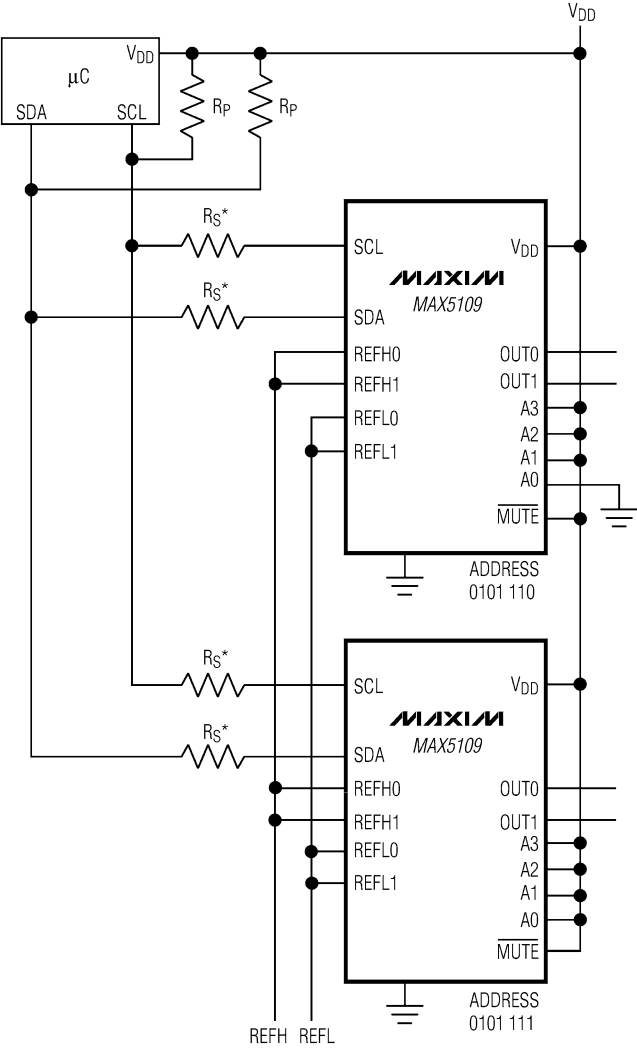 VDD
VDD
μC
SDA
SCL
RP
RP
RS*
SCL
VDD
MAXIM
MAX5109
RS*
SDA
REFH0
OUT0
REFH1
OUT1
REFL0
A3
A2
REFL1
A1
A0
MUTE
ADDRESS
0101 110
RS*
SCL
VDD
MAXIM
MAX5109
RS*
SDA
REFH0
OUT0
REFH1
OUT1
REFL0
A3
A2
REFL1
A1
A0
MUTE
ADDRESS
0101 111
REFH
REFL